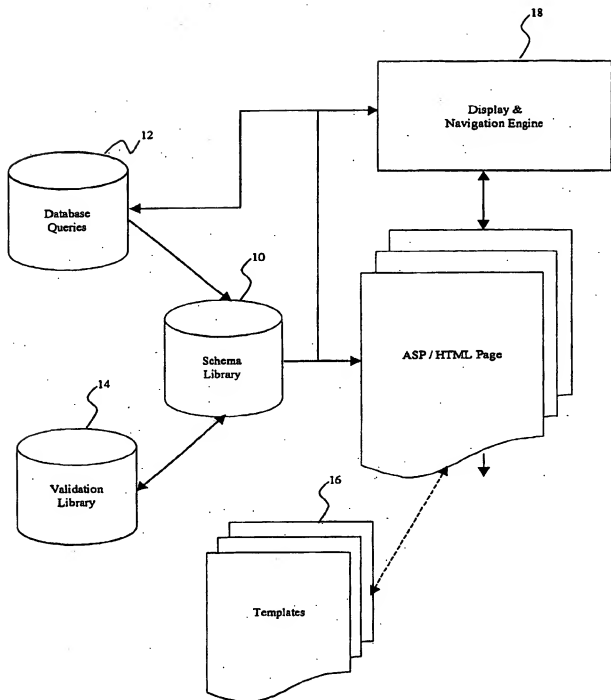 18
Display &
Navigation Engine
12
Database
Queries
10
Schema
Library
ASP / HTML Page
14
Validation
Library
16
Templates